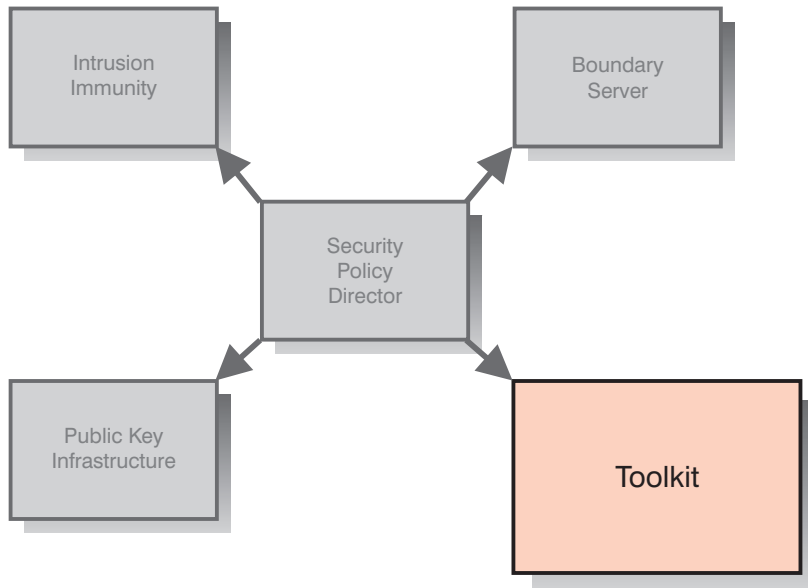 Intrusion
Immunity
Boundary
Server
Security
Policy
Director
Public Key
Infrastructure
Toolkit